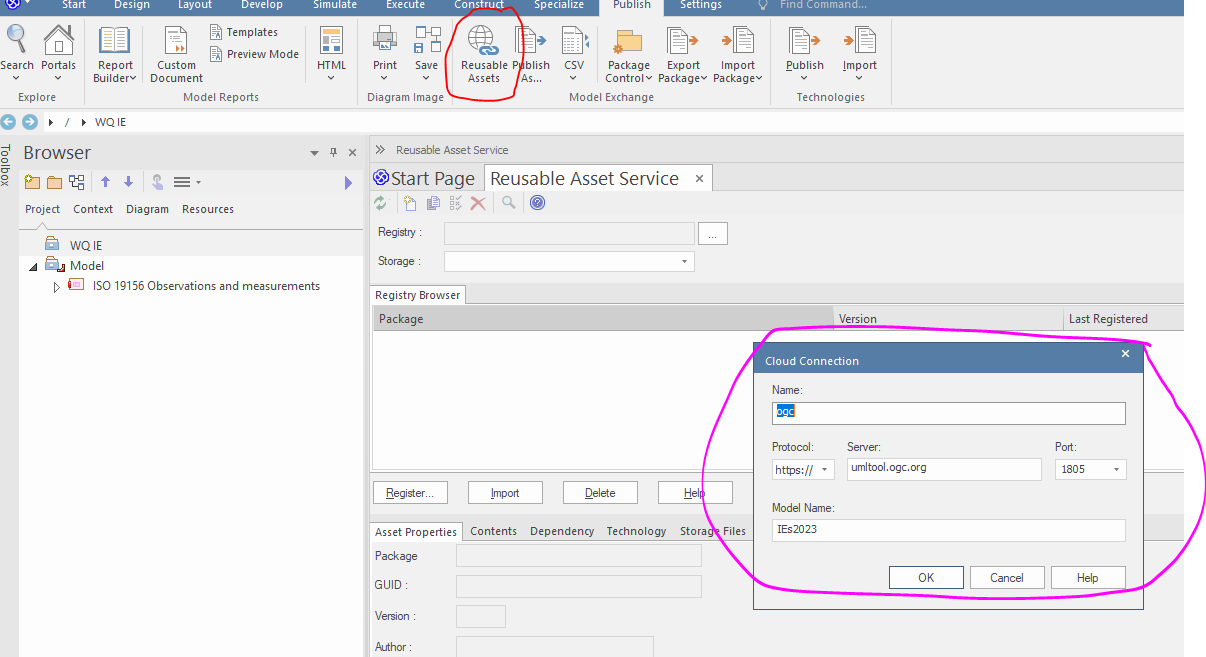 Start Design Layout Develop Simulate Execute Construct Specialize Publish Settings Find Command...
Search Portals
Explore
Report Builder
Custom Document
Templates
Preview Mode
HTML
Model Reports
Print Save
Diagram Image
Reusable Assets
Publish As...
CSV
Package Control
Export Package
Import Package
Model Exchange
Publish Import
Technologies
/ WQ IE
Toolbox
Browser
Project Context Diagram Resources
WQ IE
Model
ISO 19156 Observations and measurements
Reusable Asset Service
Start Page Reusable Asset Service
Registry :
...
Storage :
Registry Browser
Package Version Last Registered
Register... Import Delete Help
Asset Properties Contents Dependency Technology Storage Files
Package
GUID :
Version :
Author :
Cloud Connection
Name:
ogc
Protocol: Server: Port:
https:// umltool.ogc.org 1805
Model Name:
IEs2023
OK Cancel Help